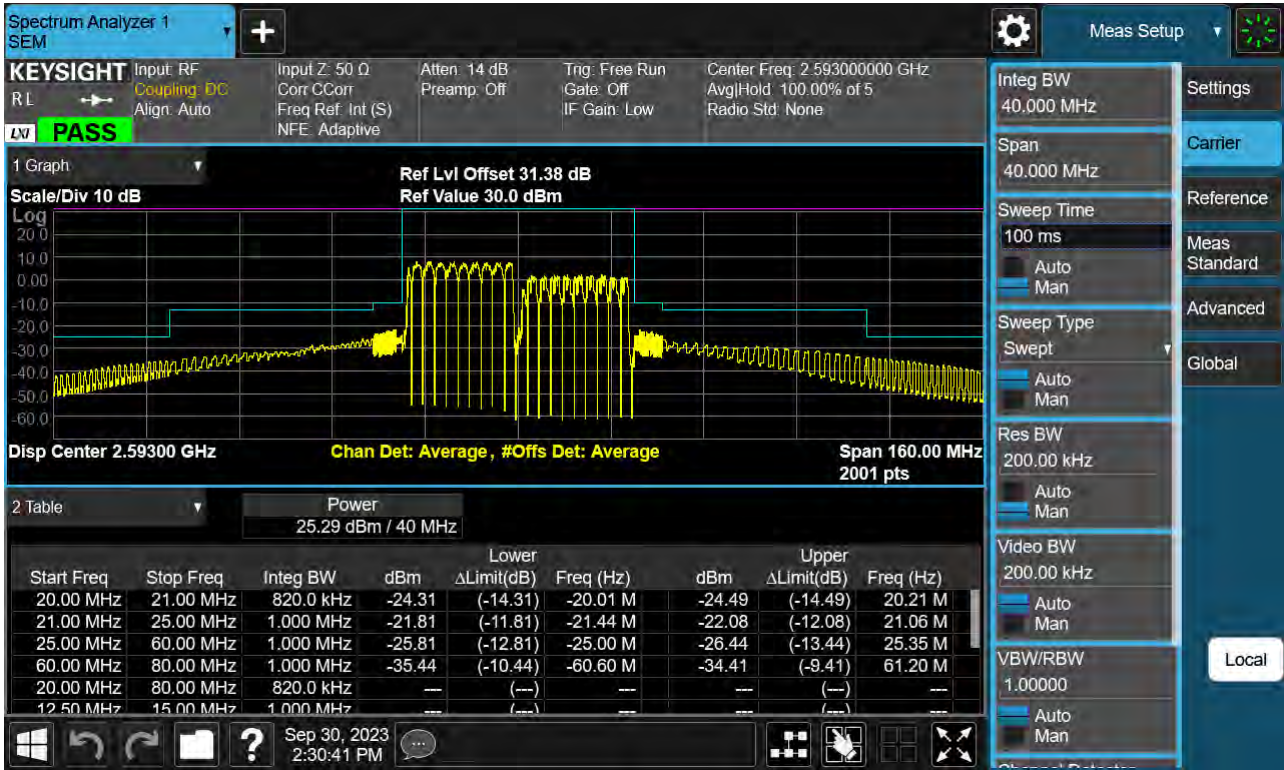 Spectrum Analyzer 1
SEM
+
Meas Setup
KEYSIGHT
RL
LXI
PASS
Input: RF
Coupling: DC
Align: Auto
Input Z: 50 Ω
Corr CCorr
Freq Ref: Int (S)
NFE: Adaptive
Atten: 14 dB
Preamp: Off
Trig: Free Run
Gate: Off
IF Gain: Low
Center Freq: 2.593000000 GHz
Avg|Hold: 100.00% of 5
Radio Std: None
1 Graph
Scale/Div 10 dB
Ref Lvl Offset 31.38 dB
Ref Value 30.0 dBm
Log
20.0
10.0
0.00
-10.0
-20.0
-30.0
-40.0
-50.0
-60.0
Disp Center 2.59300 GHz
Chan Det: Average, #Offs Det: Average
Span 160.00 MHz
2001 pts
2 Table
Power
25.29 dBm / 40 MHz
Lower Upper
Start Freq Stop Freq Integ BW dBm ΔLimit(dB) Freq (Hz) dBm ΔLimit(dB) Freq (Hz)
20.00 MHz 21.00 MHz 820.0 kHz -24.31 (-14.31) -20.01 M -24.49 (-14.49) 20.21 M
21.00 MHz 25.00 MHz 1.000 MHz -21.81 (-11.81) -21.44 M -22.08 (-12.08) 21.06 M
25.00 MHz 60.00 MHz 1.000 MHz -25.81 (-12.81) -25.00 M -26.44 (-13.44) 25.35 M
60.00 MHz 80.00 MHz 1.000 MHz -35.44 (-10.44) -60.60 M -34.41 (-9.41) 61.20 M
20.00 MHz 80.00 MHz 820.0 kHz --- (---) --- --- (---) ---
12.50 MHz 15.00 MHz 1.000 MHz --- (---) --- --- (---) ---
?
Sep 30, 2023
2:30:41 PM
Integ BW
40.000 MHz
Span
40.000 MHz
Sweep Time
100 ms
Auto
Man
Sweep Type
Swept
Auto
Man
Res BW
200.00 kHz
Auto
Man
Video BW
200.00 kHz
Auto
Man
VBW/RBW
1.00000
Auto
Man
Channel Detector
Settings
Carrier
Reference
Meas
Standard
Advanced
Global
Local